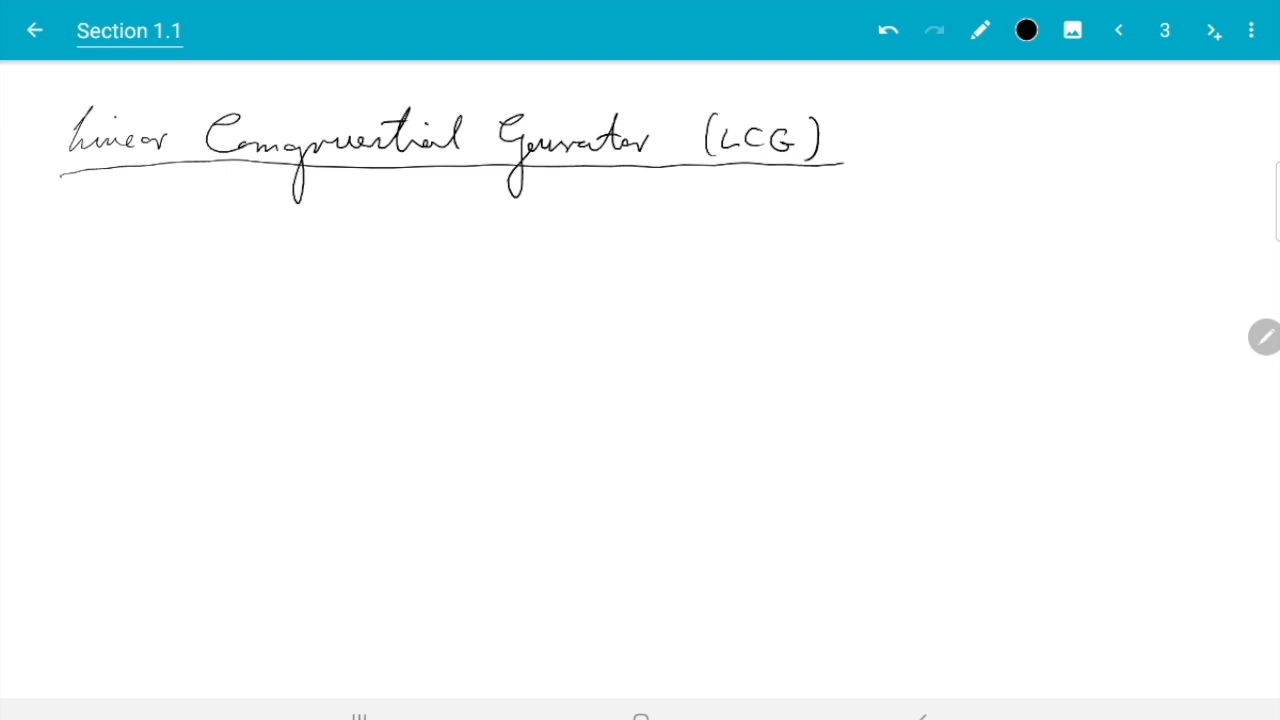 Section 1.1
3
Linear Congruential Generator (LCG)